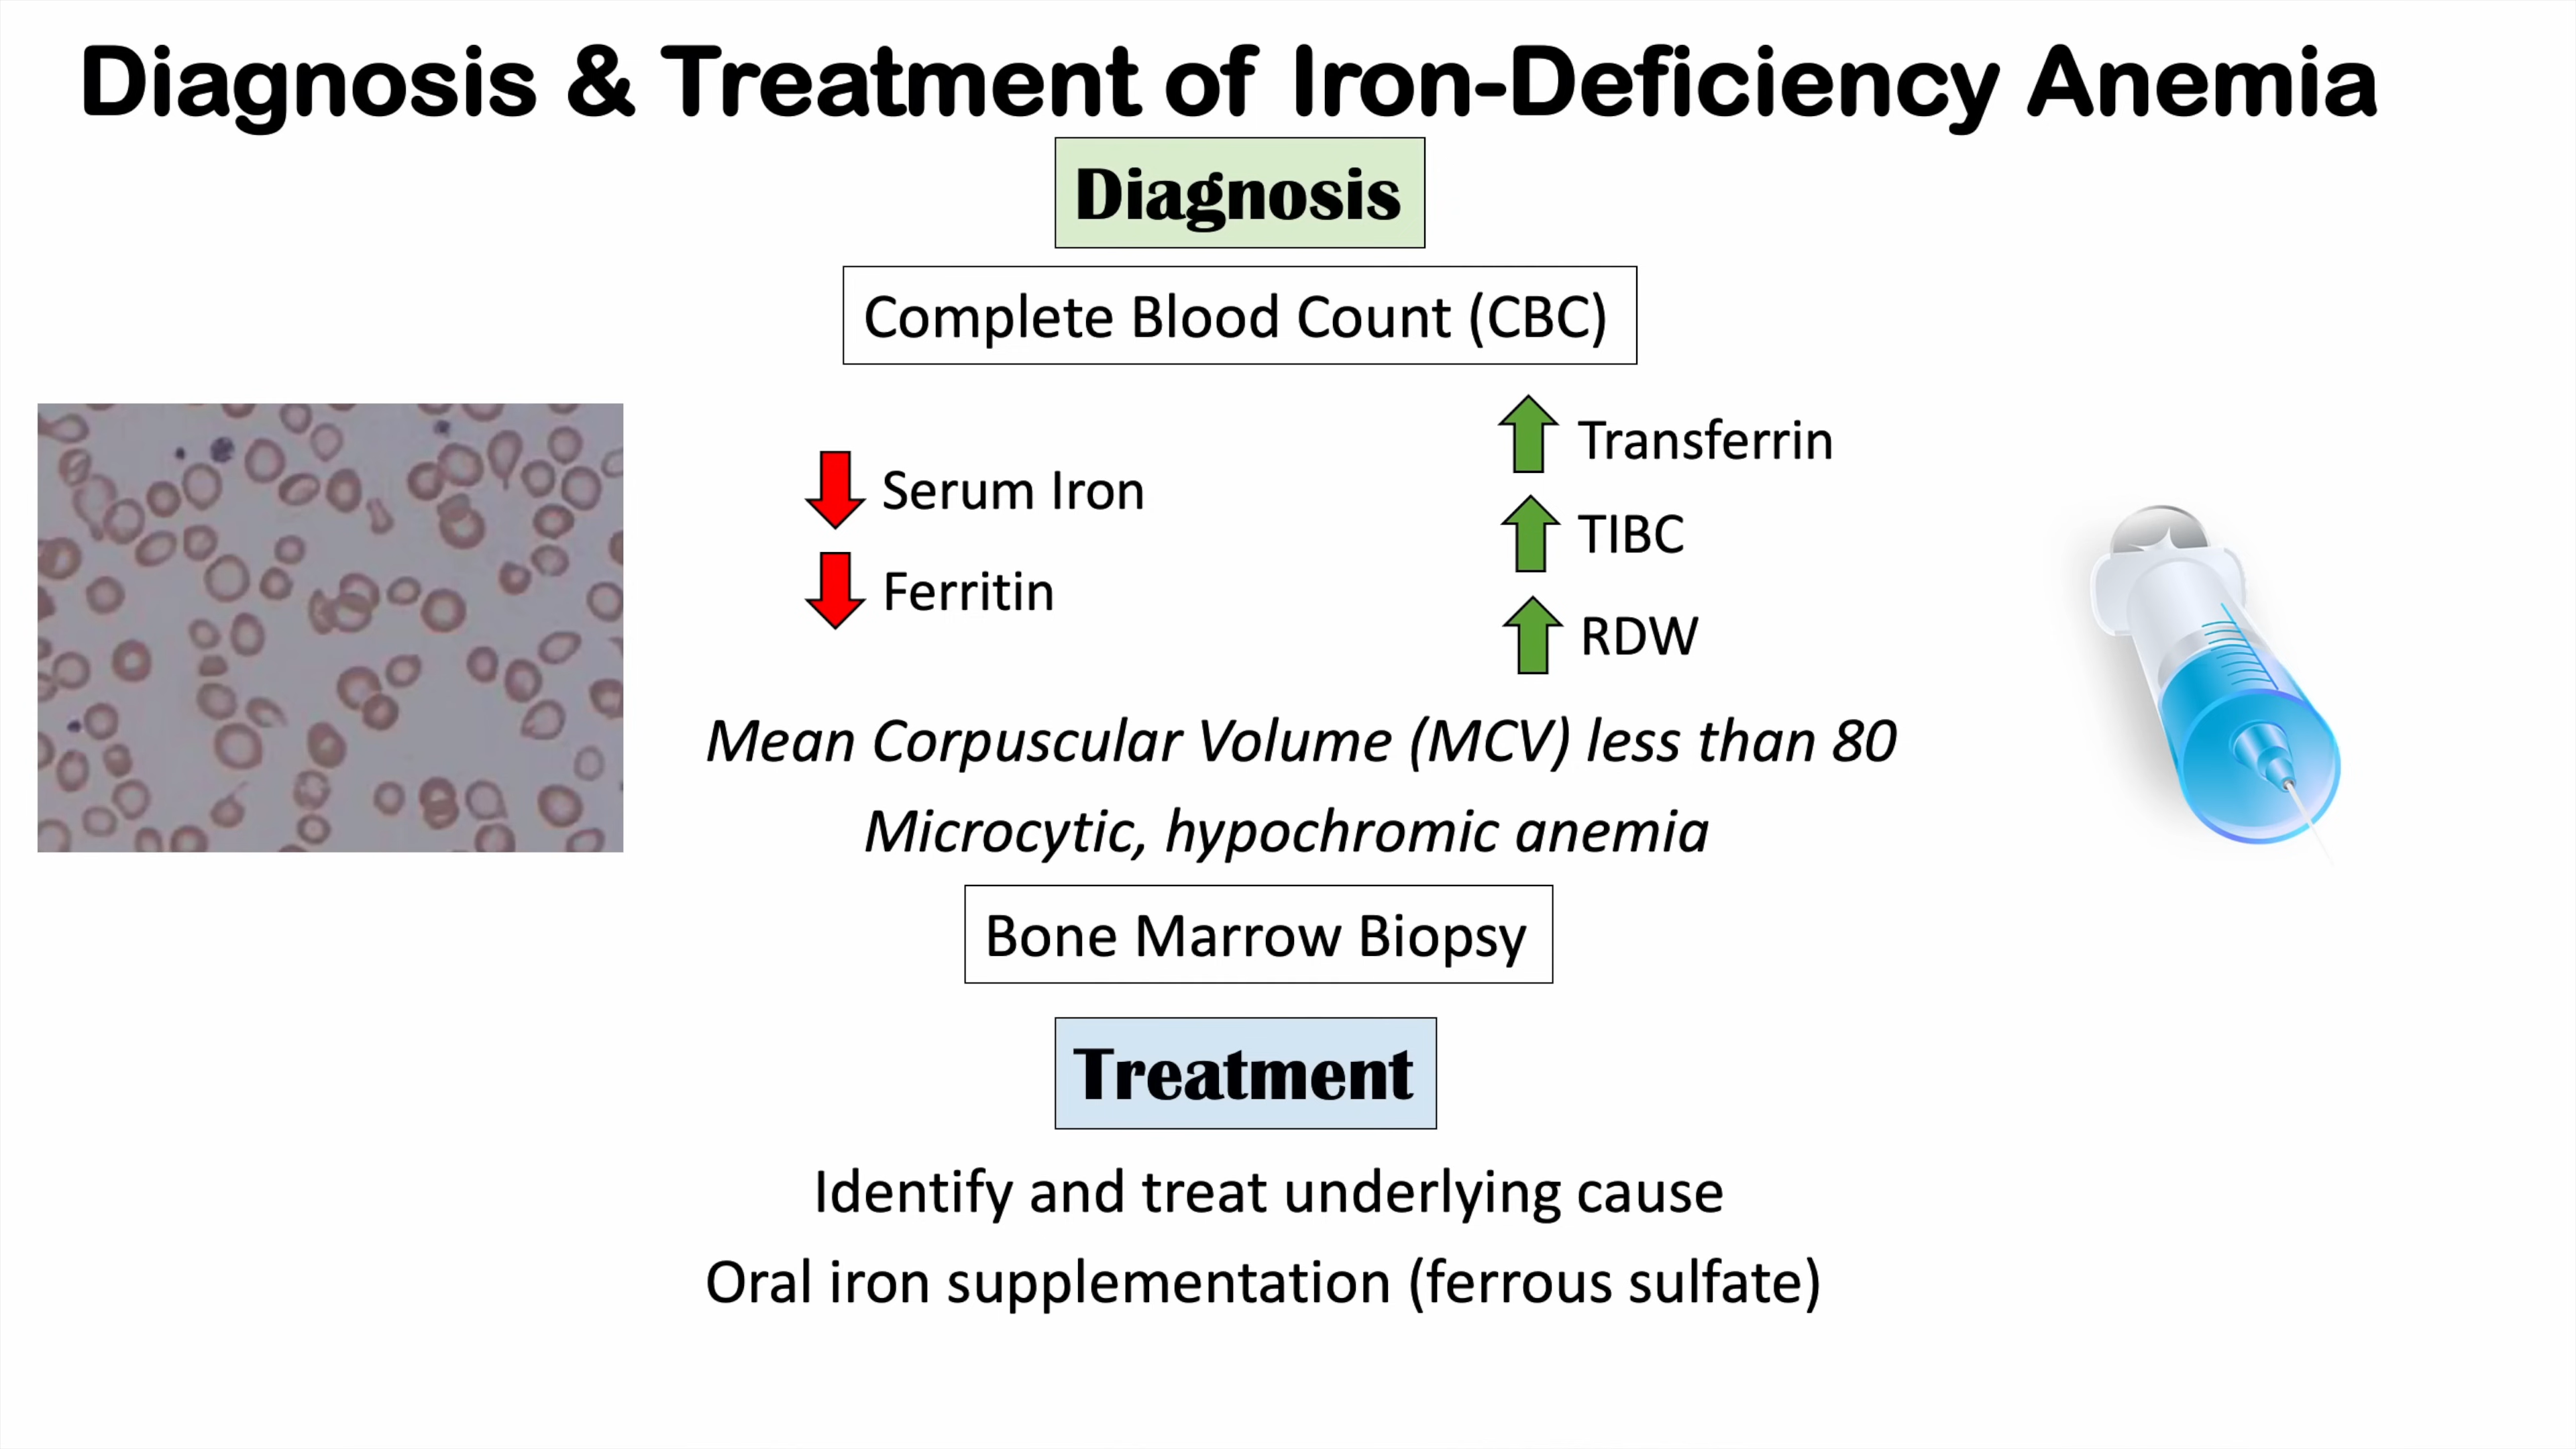 Diagnosis & Treatment of Iron-Deficiency Anemia
Diagnosis
Complete Blood Count (CBC)
Serum Iron
Ferritin
Transferrin
TIBC
RDW
Mean Corpuscular Volume (MCV) less than 80
Microcytic, hypochromic anemia
Bone Marrow Biopsy
Treatment
Identify and treat underlying cause
Oral iron supplementation (ferrous sulfate)